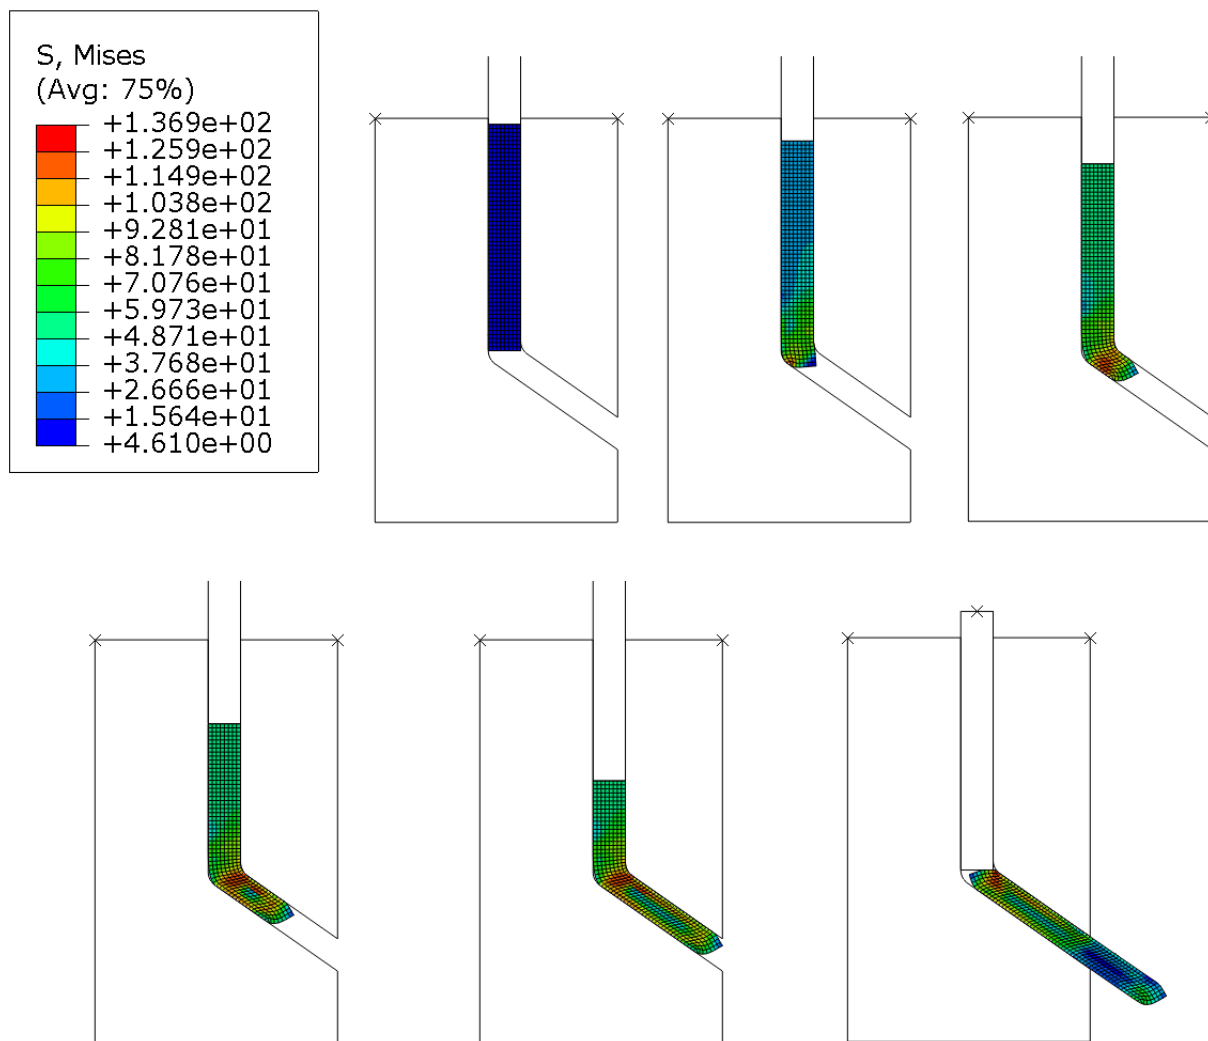 S, Mises
(Avg: 75%)
+1.369e+02
+1.259e+02
+1.149e+02
+1.038e+02
+9.281e+01
+8.178e+01
+7.076e+01
+5.973e+01
+4.871e+01
+3.768e+01
+2.666e+01
+1.564e+01
+4.610e+00